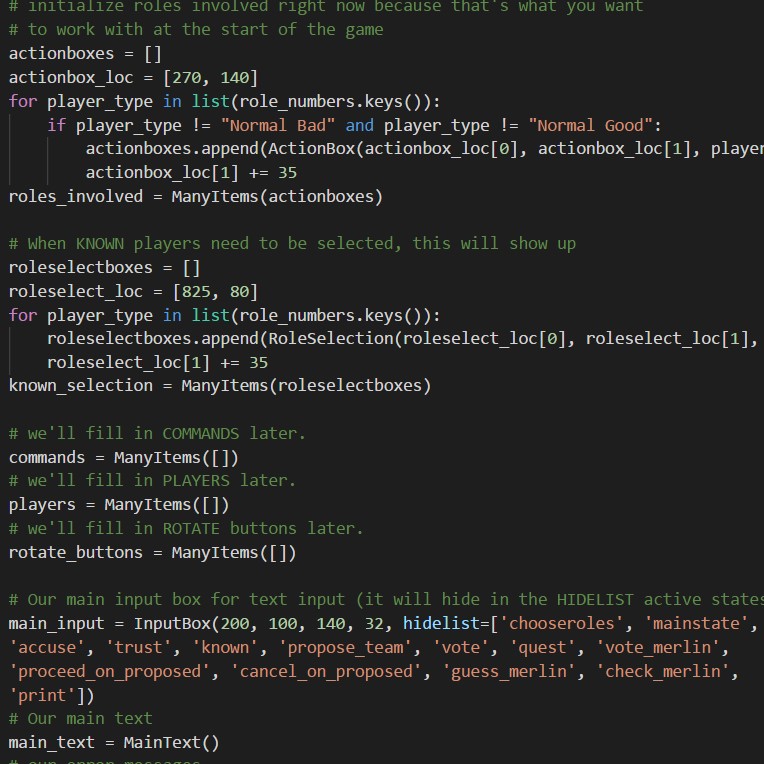 # initialize roles involved right now because that's what you want
# to work with at the start of the game
actionboxes = []
actionbox_loc = [270, 140]
for player_type in list(role_numbers.keys()):
    if player_type != "Normal Bad" and player_type != "Normal Good":
        actionboxes.append(ActionBox(actionbox_loc[0], actionbox_loc[1], player
        actionbox_loc[1] += 35
roles_involved = ManyItems(actionboxes)

# When KNOWN players need to be selected, this will show up
roleselectboxes = []
roleselect_loc = [825, 80]
for player_type in list(role_numbers.keys()):
    roleselectboxes.append(RoleSelection(roleselect_loc[0], roleselect_loc[1],
    roleselect_loc[1] += 35
known_selection = ManyItems(roleselectboxes)

# we'll fill in COMMANDS later.
commands = ManyItems([])
# we'll fill in PLAYERS later.
players = ManyItems([])
# we'll fill in ROTATE buttons later.
rotate_buttons = ManyItems([])

# Our main input box for text input (it will hide in the HIDELIST active states
main_input = InputBox(200, 100, 140, 32, hidelist=['chooseroles', 'mainstate',
'accuse', 'trust', 'known', 'propose_team', 'vote', 'quest', 'vote_merlin',
'proceed_on_proposed', 'cancel_on_proposed', 'guess_merlin', 'check_merlin',
'print'])
# Our main text
main_text = MainText()
# our error messages